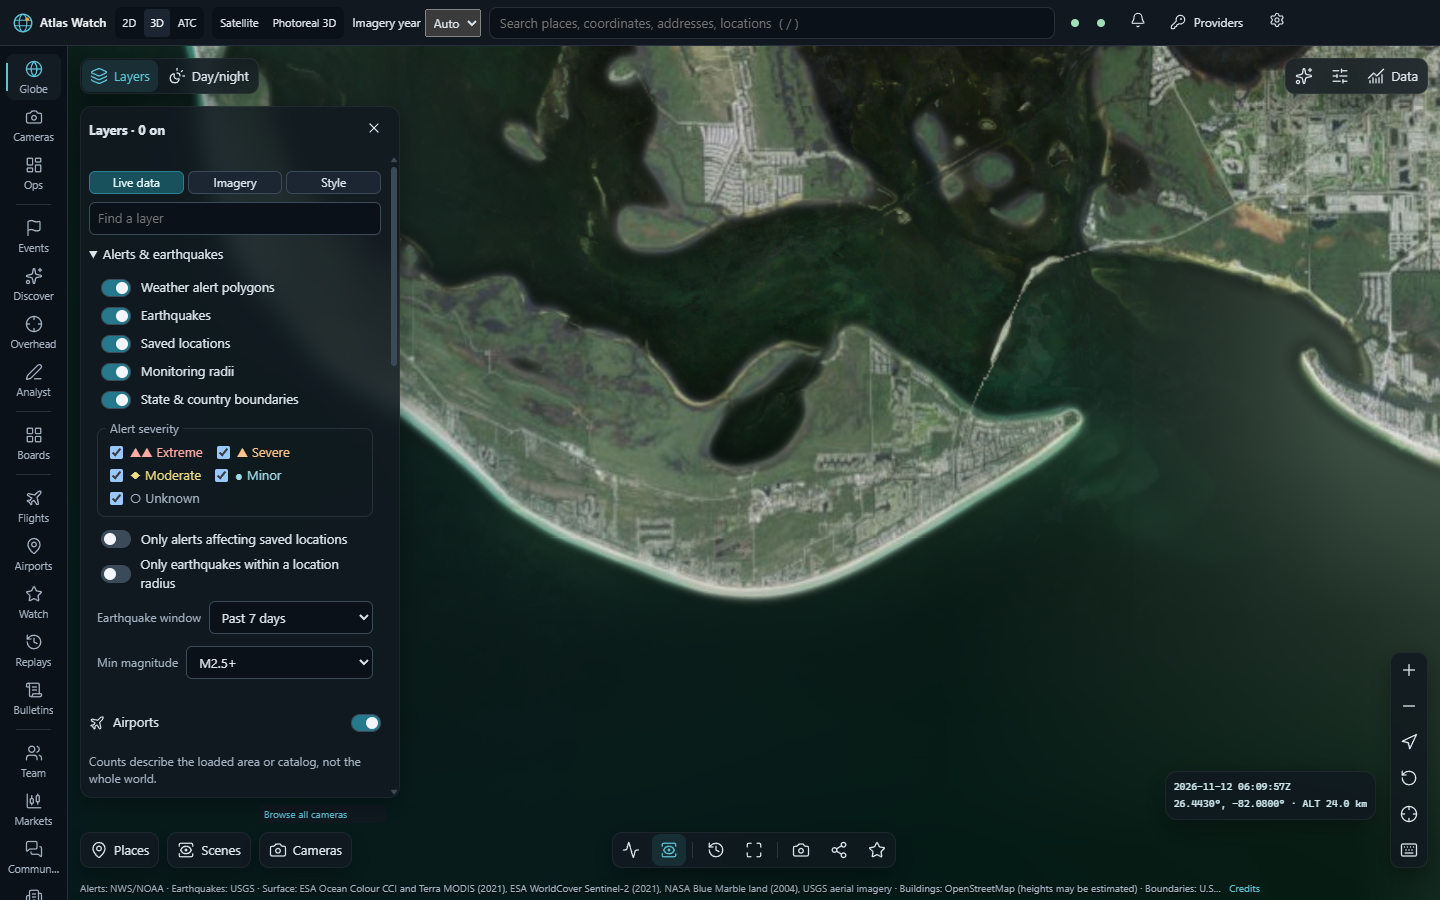 Atlas Watch
2D 3D ATC
Satellite Photoreal 3D
Imagery year Auto
Search places, coordinates, addresses, locations ( / )
Providers
Globe
Cameras
Ops
Events
Discover
Overhead
Analyst
Boards
Flights
Airports
Watch
Replays
Bulletins
Team
Markets
Commun...
Layers Day/night
Data
Layers · 0 on
Live data Imagery Style
Find a layer
Alerts & earthquakes
Weather alert polygons
Earthquakes
Saved locations
Monitoring radii
State & country boundaries
Alert severity
Extreme Severe
Moderate Minor
Unknown
Only alerts affecting saved locations
Only earthquakes within a location
radius
Earthquake window Past 7 days
Min magnitude M2.5+
Airports
Counts describe the loaded area or catalog, not the
whole world.
Browse all cameras
Places Scenes Cameras
2026-11-12 06:09:57Z
26.4430°, -82.0800° · ALT 24.0 km
Alerts: NWS/NOAA · Earthquakes: USGS · Surface: ESA Ocean Colour CCI and Terra MODIS (2021), ESA WorldCover Sentinel-2 (2021), NASA Blue Marble land (2004), USGS aerial imagery · Buildings: OpenStreetMap (heights may be estimated) · Boundaries: U.S... Credits